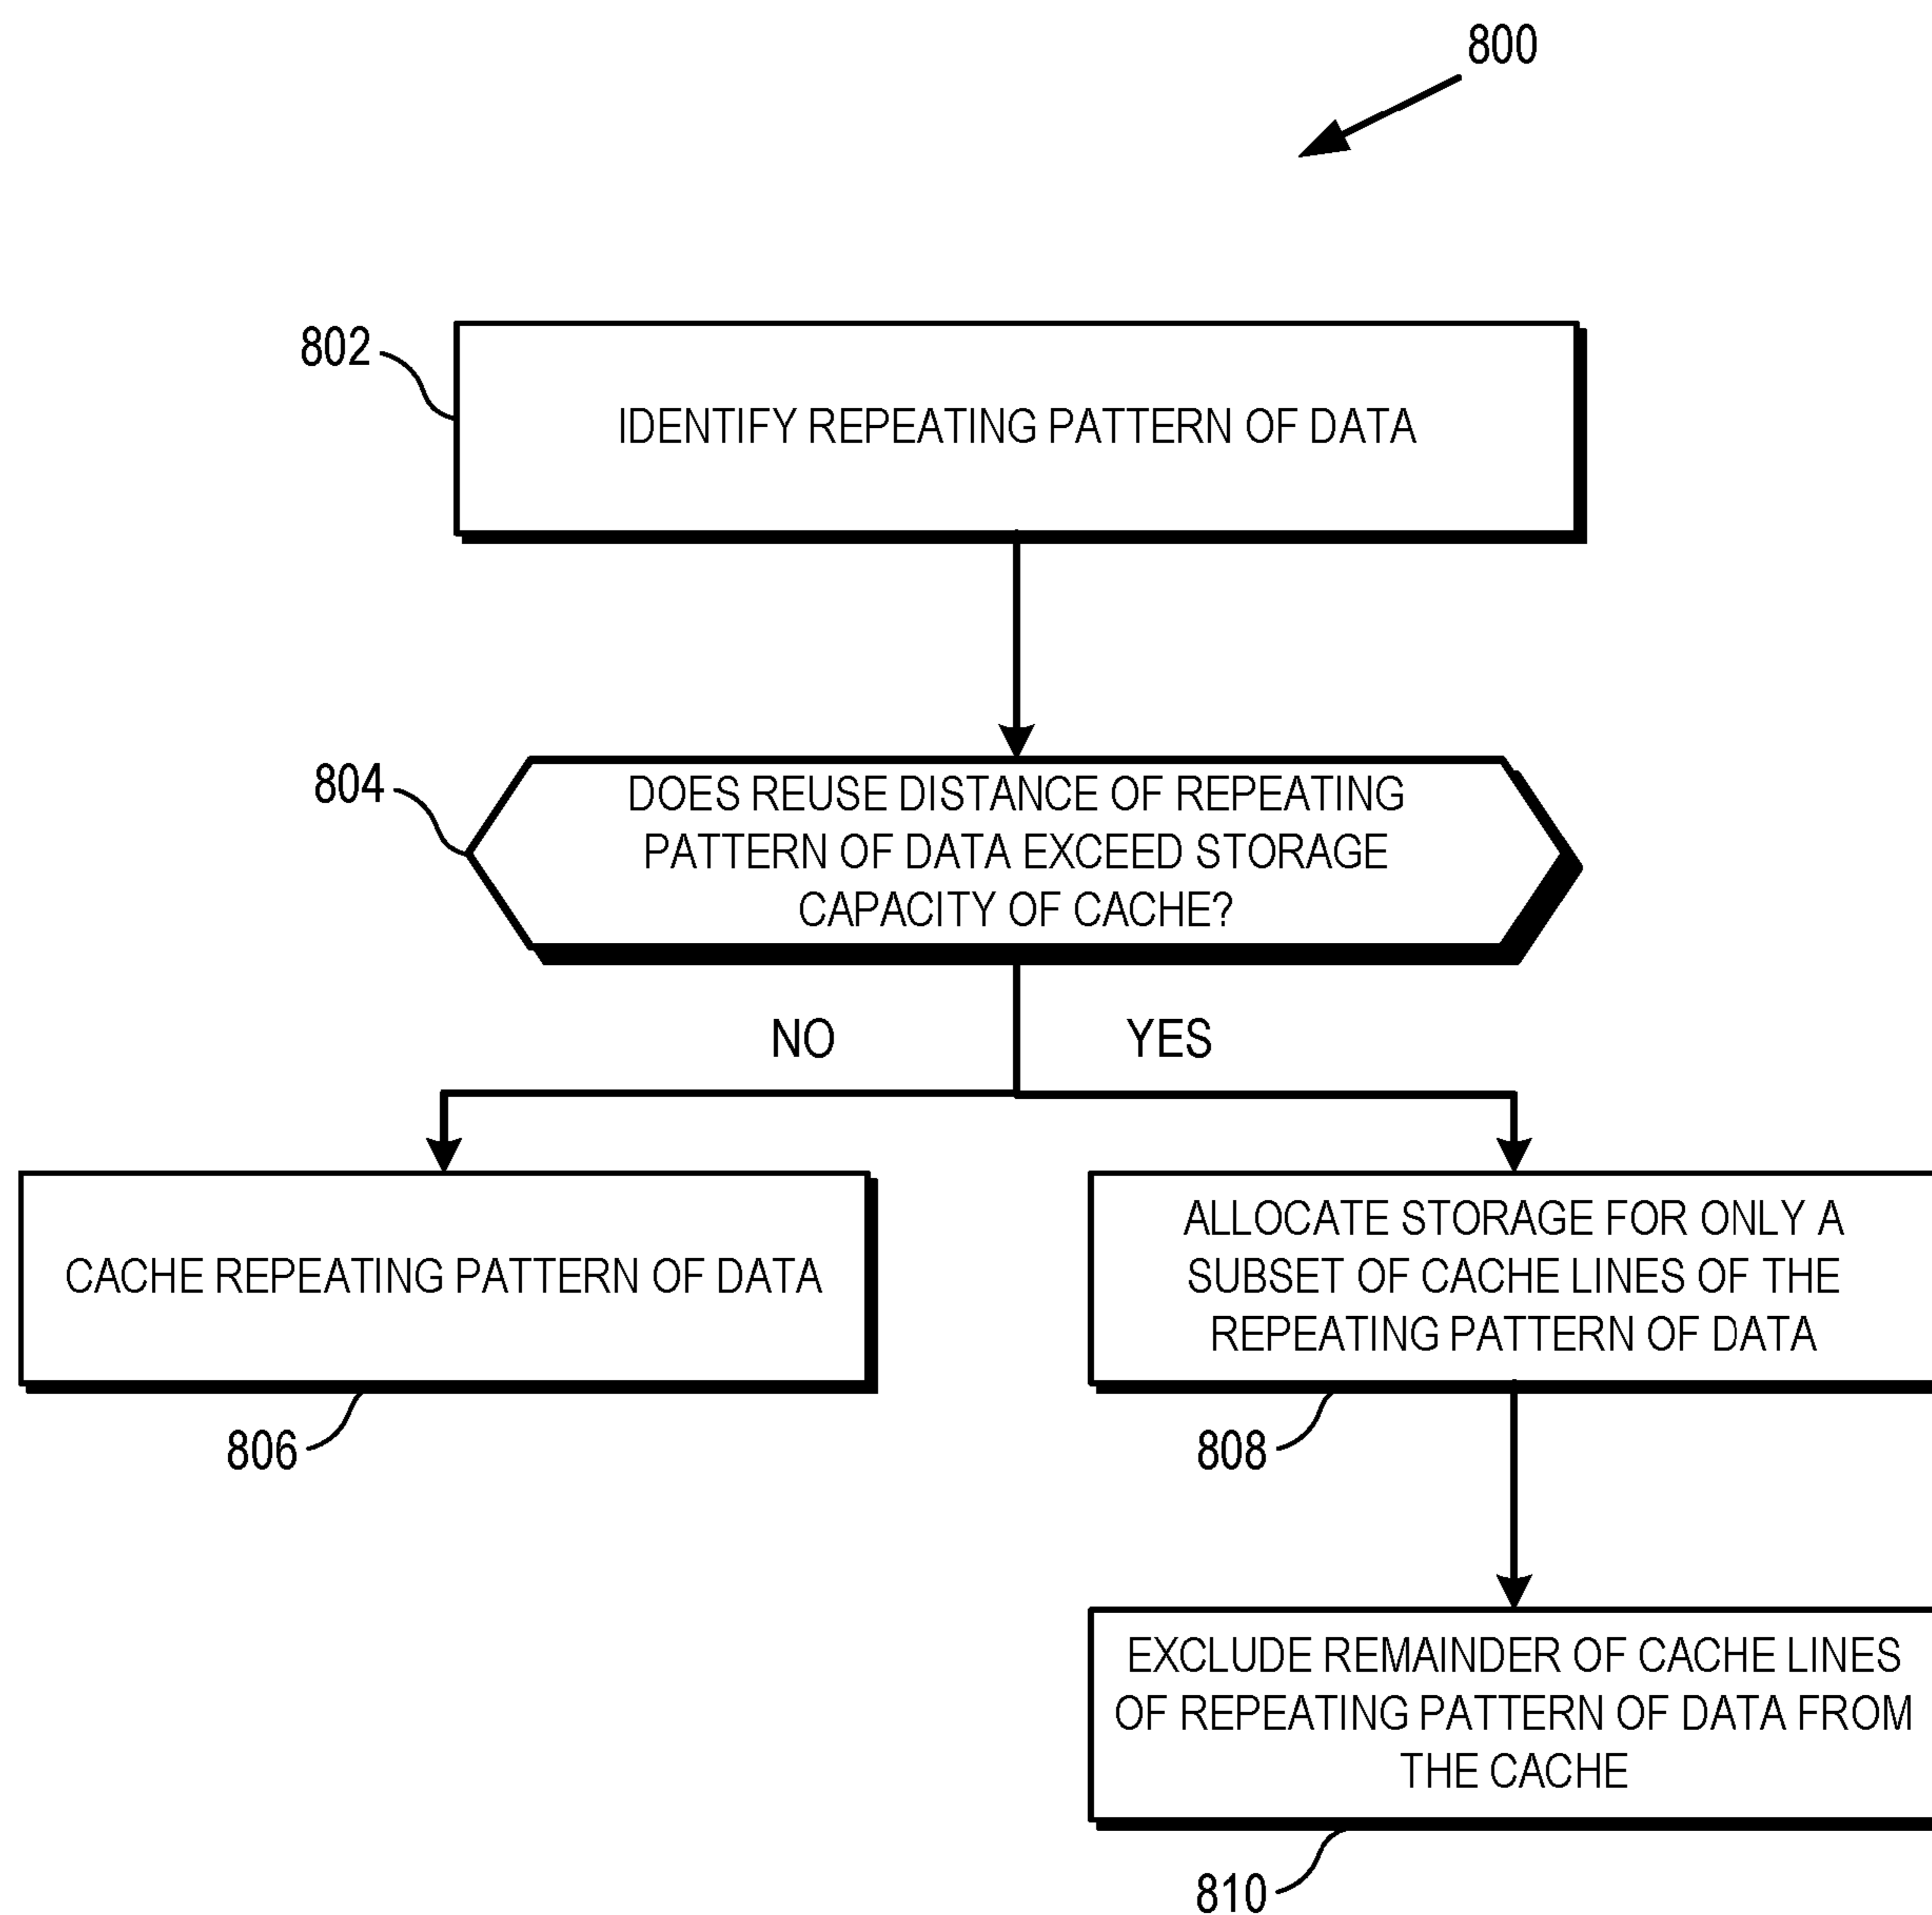 800
802
IDENTIFY REPEATING PATTERN OF DATA
804
DOES REUSE DISTANCE OF REPEATING
PATTERN OF DATA EXCEED STORAGE
CAPACITY OF CACHE?
NO
YES
CACHE REPEATING PATTERN OF DATA
806
ALLOCATE STORAGE FOR ONLY A
SUBSET OF CACHE LINES OF THE
REPEATING PATTERN OF DATA
808
EXCLUDE REMAINDER OF CACHE LINES
OF REPEATING PATTERN OF DATA FROM
THE CACHE
810